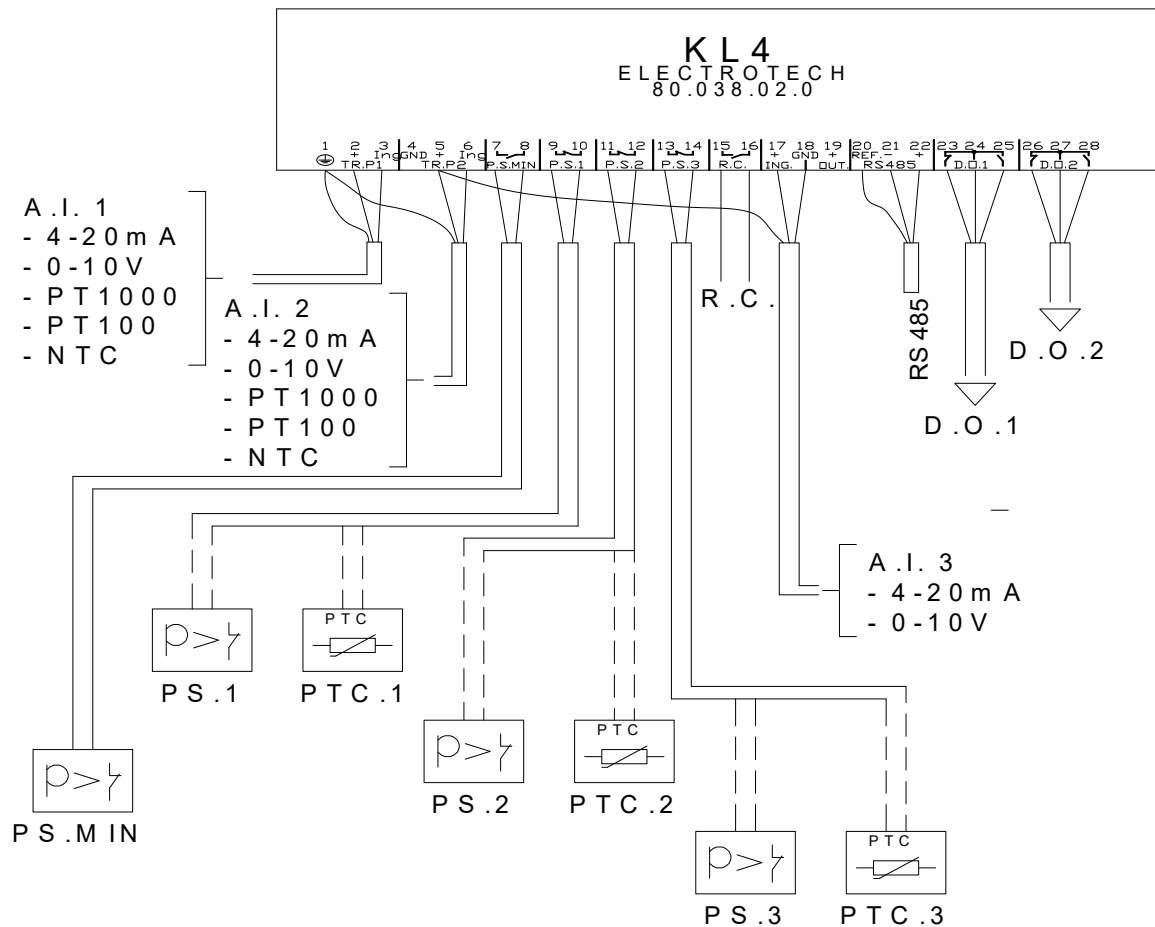 KL4
ELECTROTECH
80.038.02.0
1 2 3 4 5 6 7 8 9 10 11 12 13 14 15 16 17 18 19 20 21 22 23 24 25 26 27 28
+ Ing GND + Ing + GND + REF. - +
TR.P1 TR.P2 P.S.MIN P.S.1 P.S.2 P.S.3 R.C. ING. OUT. RS485 D.O.1 D.O.2
A.I. 1
- 4-20mA
- 0-10V
- PT1000
- PT100
- NTC
A.I. 2
- 4-20mA
- 0-10V
- PT1000
- PT100
- NTC
R.C.
RS485
D.O.2
D.O.1
A.I. 3
- 4-20mA
- 0-10V
PTC
PS.1
PTC.1
PTC
PS.2
PTC.2
PS.MIN
PTC
PS.3
PTC.3